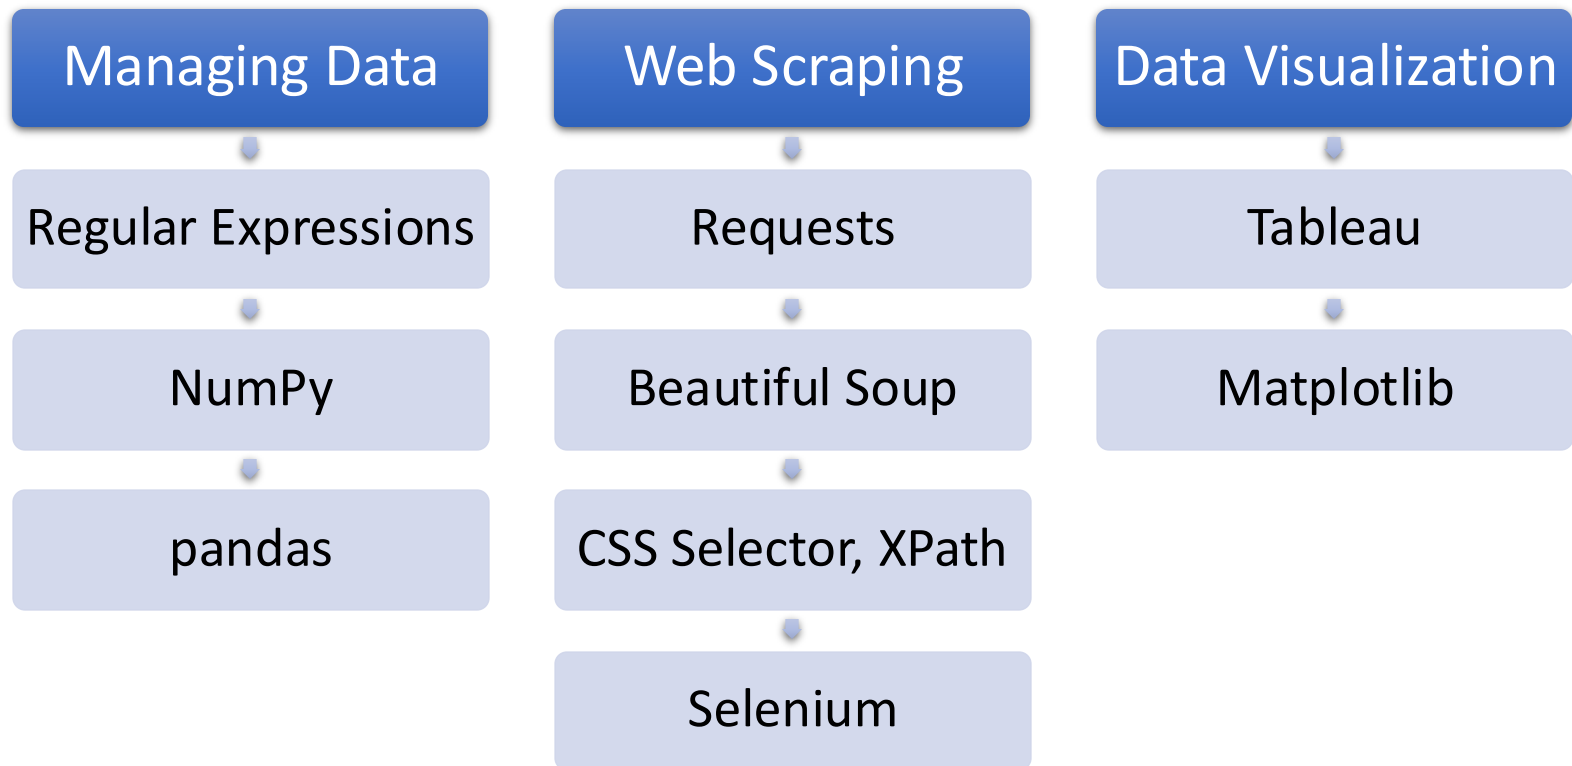 Managing Data
Regular Expressions
NumPy
pandas
Web Scraping
Requests
Beautiful Soup
CSS Selector, XPath
Selenium
Data Visualization
Tableau
Matplotlib